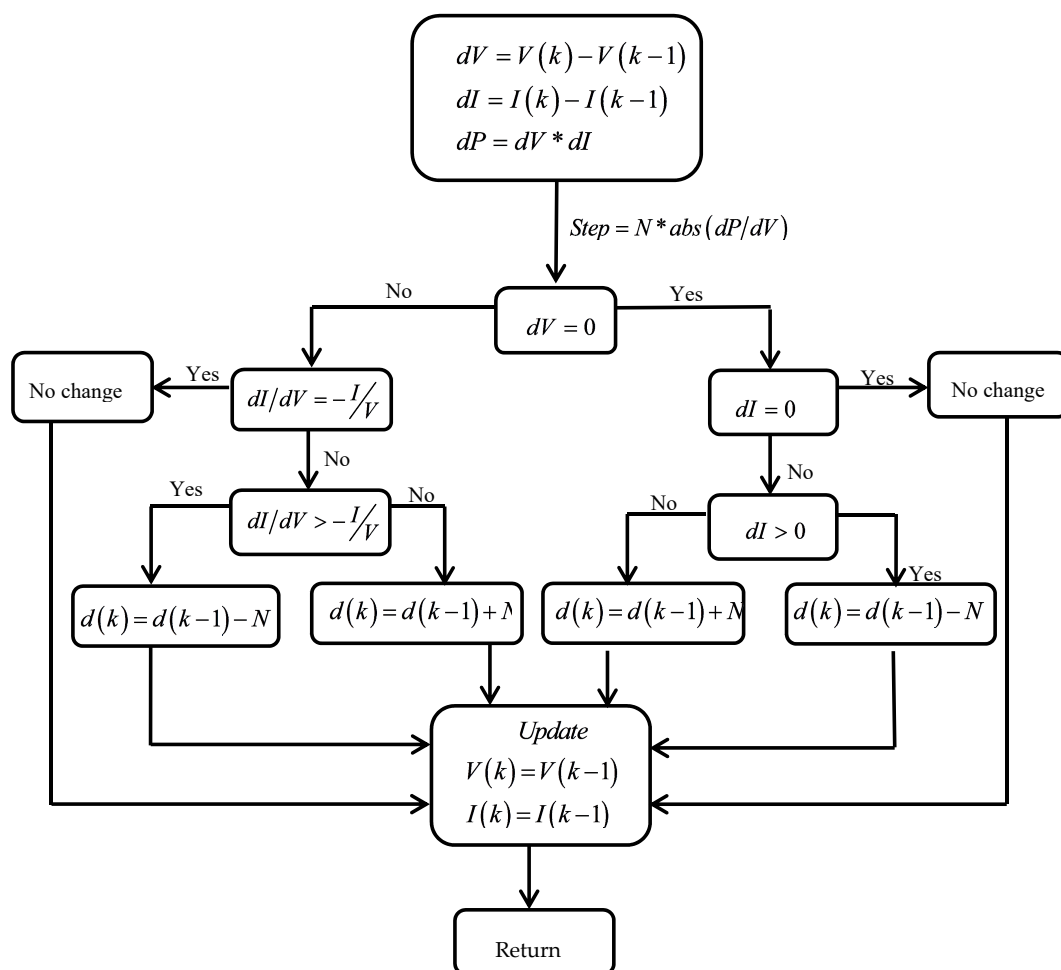 dV = V(k) − V(k−1)
dI = I(k) − I(k−1)
dP = dV * dI
Step = N * abs(dP/dV)
No
Yes
dV = 0
No change
Yes
dI/dV = −I/V
dI = 0
Yes
No change
No
No
Yes
dI/dV > −I/V
No
No
dI > 0
Yes
d(k) = d(k−1) − N
d(k) = d(k−1) + N
d(k) = d(k−1) + N
d(k) = d(k−1) − N
Update
V(k) = V(k−1)
I(k) = I(k−1)
Return